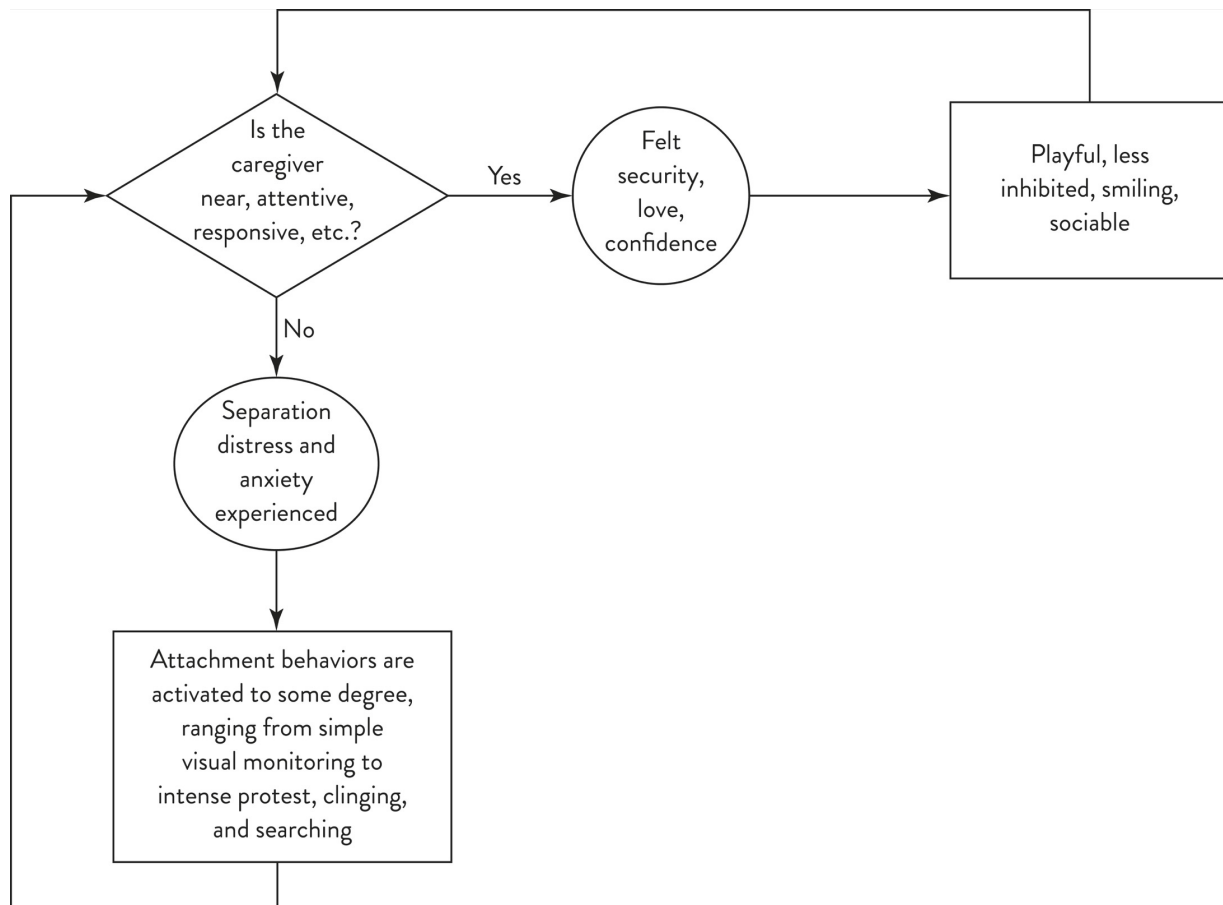 Is the
caregiver
near, attentive,
responsive, etc.?
Yes
Felt
security,
love,
confidence
Playful, less
inhibited, smiling,
sociable
No
Separation
distress and
anxiety
experienced
Attachment behaviors are
activated to some degree,
ranging from simple
visual monitoring to
intense protest, clinging,
and searching